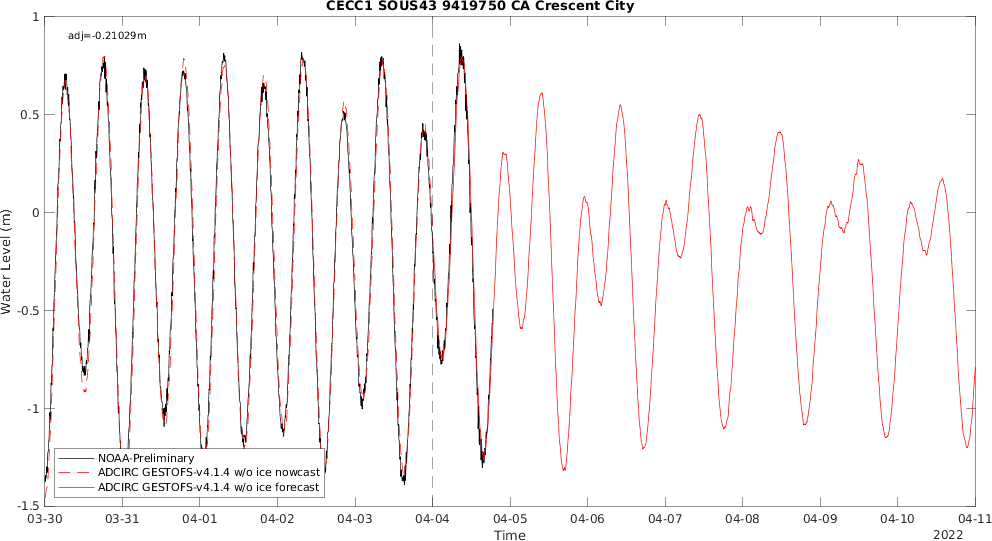 CECC1 SOUS43 9419750 CA Crescent City
adj=-0.21029m
1
0.5
0
-0.5
-1
-1.5
Water Level (m)
NOAA-Preliminary
ADCIRC GESTOFS-v4.1.4 w/o ice nowcast
ADCIRC GESTOFS-v4.1.4 w/o ice forecast
03-30 03-31 04-01 04-02 04-03 04-04 04-05 04-06 04-07 04-08 04-09 04-10 04-11
Time
2022